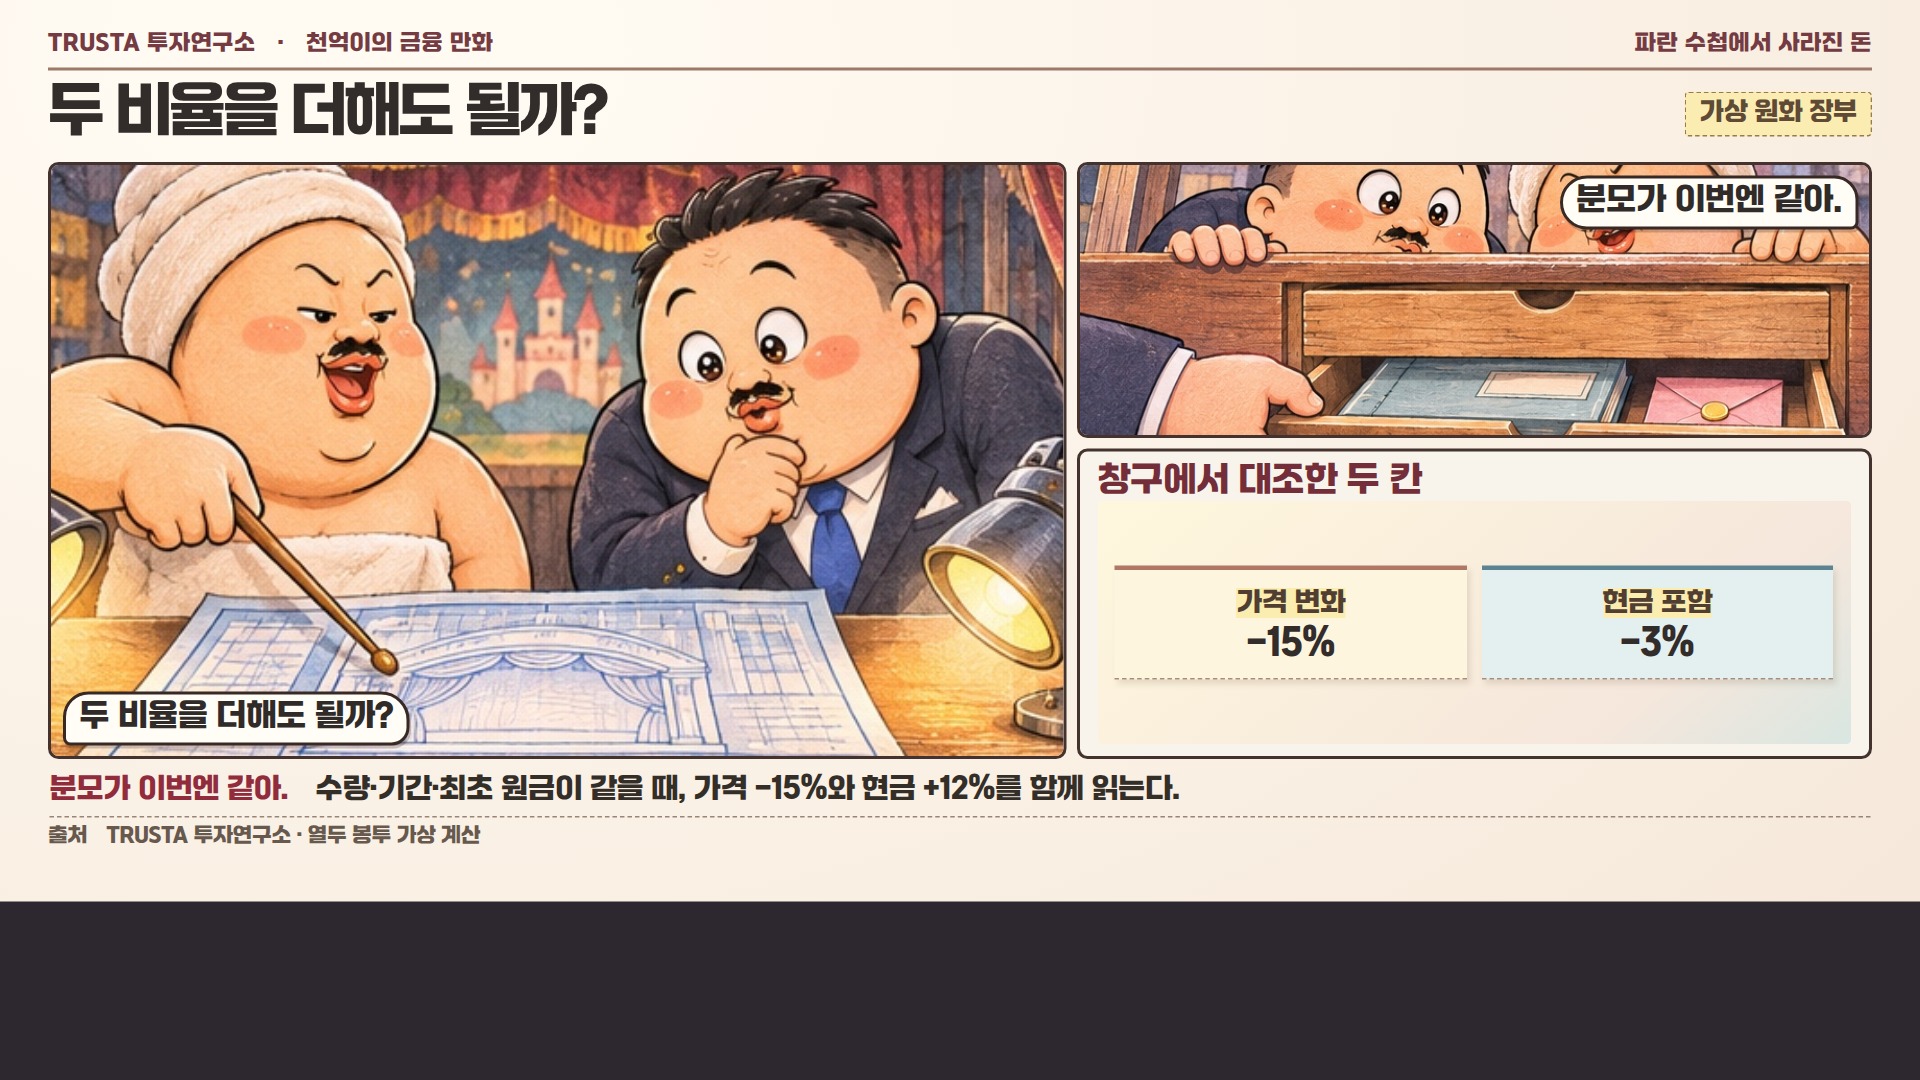 TRUSTA 투자연구소 · 천억이의 금융 만화
파란 수첩에서 사라진 돈
두 비율을 더해도 될까?
가상 원화 장부
분모가 이번엔 같아.
두 비율을 더해도 될까?
창구에서 대조한 두 칸
가격 변화
−15%
현금 포함
−3%
분모가 이번엔 같아. 수량·기간·최초 원금이 같을 때, 가격 −15%와 현금 +12%를 함께 읽는다.
출처 TRUSTA 투자연구소 · 열두 봉투 가상 계산